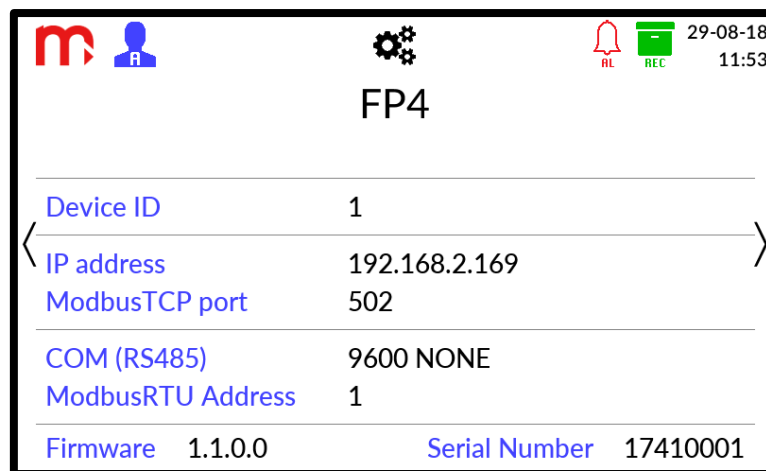 m A AL REC 29-08-18
11:53
FP4
Device ID 1
IP address 192.168.2.169
ModbusTCP port 502
COM (RS485) 9600 NONE
ModbusRTU Address 1
Firmware 1.1.0.0 Serial Number 17410001